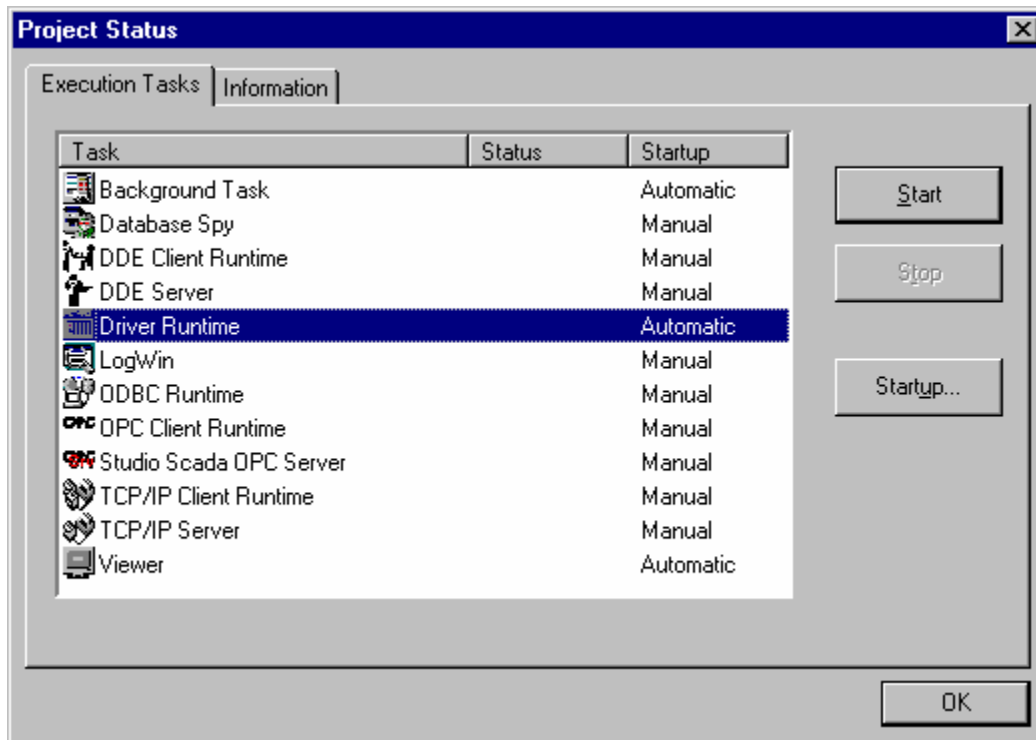 Project Status
Execution Tasks Information
Task Status Startup
Background Task Automatic
Database Spy Manual
DDE Client Runtime Manual
DDE Server Manual
Driver Runtime Automatic
LogWin Manual
ODBC Runtime Manual
OPC Client Runtime Manual
Studio Scada OPC Server Manual
TCP/IP Client Runtime Manual
TCP/IP Server Manual
Viewer Automatic
Start
Stop
Startup...
OK